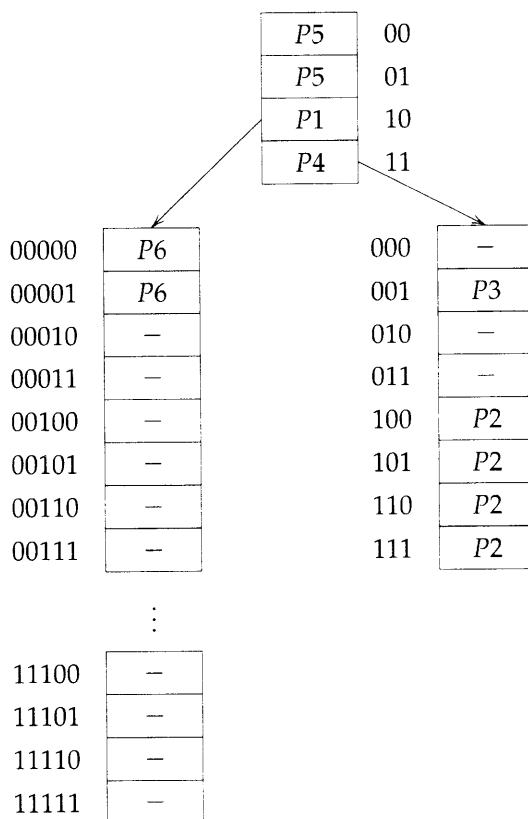 P5 00
P5 01
P1 10
P4 11
00000 P6
00001 P6
00010 –
00011 –
00100 –
00101 –
00110 –
00111 –
⋮
11100 –
11101 –
11110 –
11111 –
000 –
001 P3
010 –
011 –
100 P2
101 P2
110 P2
111 P2